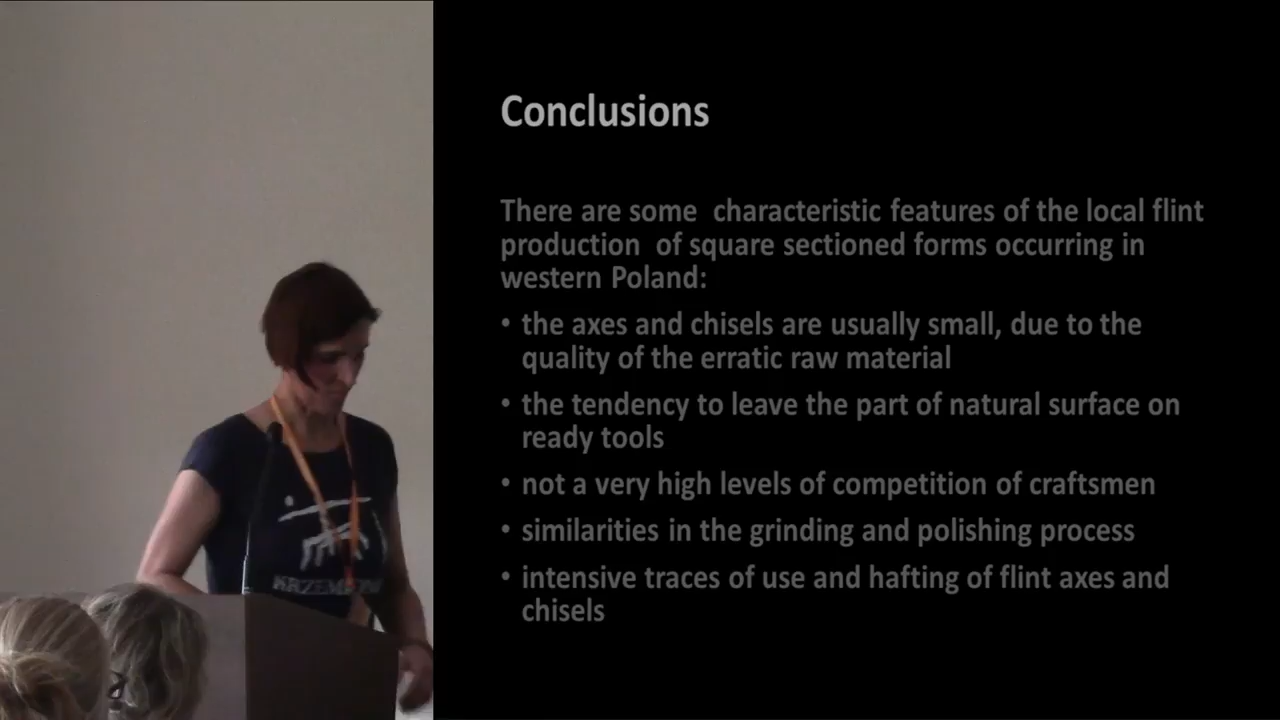 Conclusions
There are some characteristic features of the local flint
production of square sectioned forms occurring in
western Poland:
• the axes and chisels are usually small, due to the
quality of the erratic raw material
• the tendency to leave the part of natural surface on
ready tools
• not a very high levels of competition of craftsmen
• similarities in the grinding and polishing process
• intensive traces of use and hafting of flint axes and
chisels